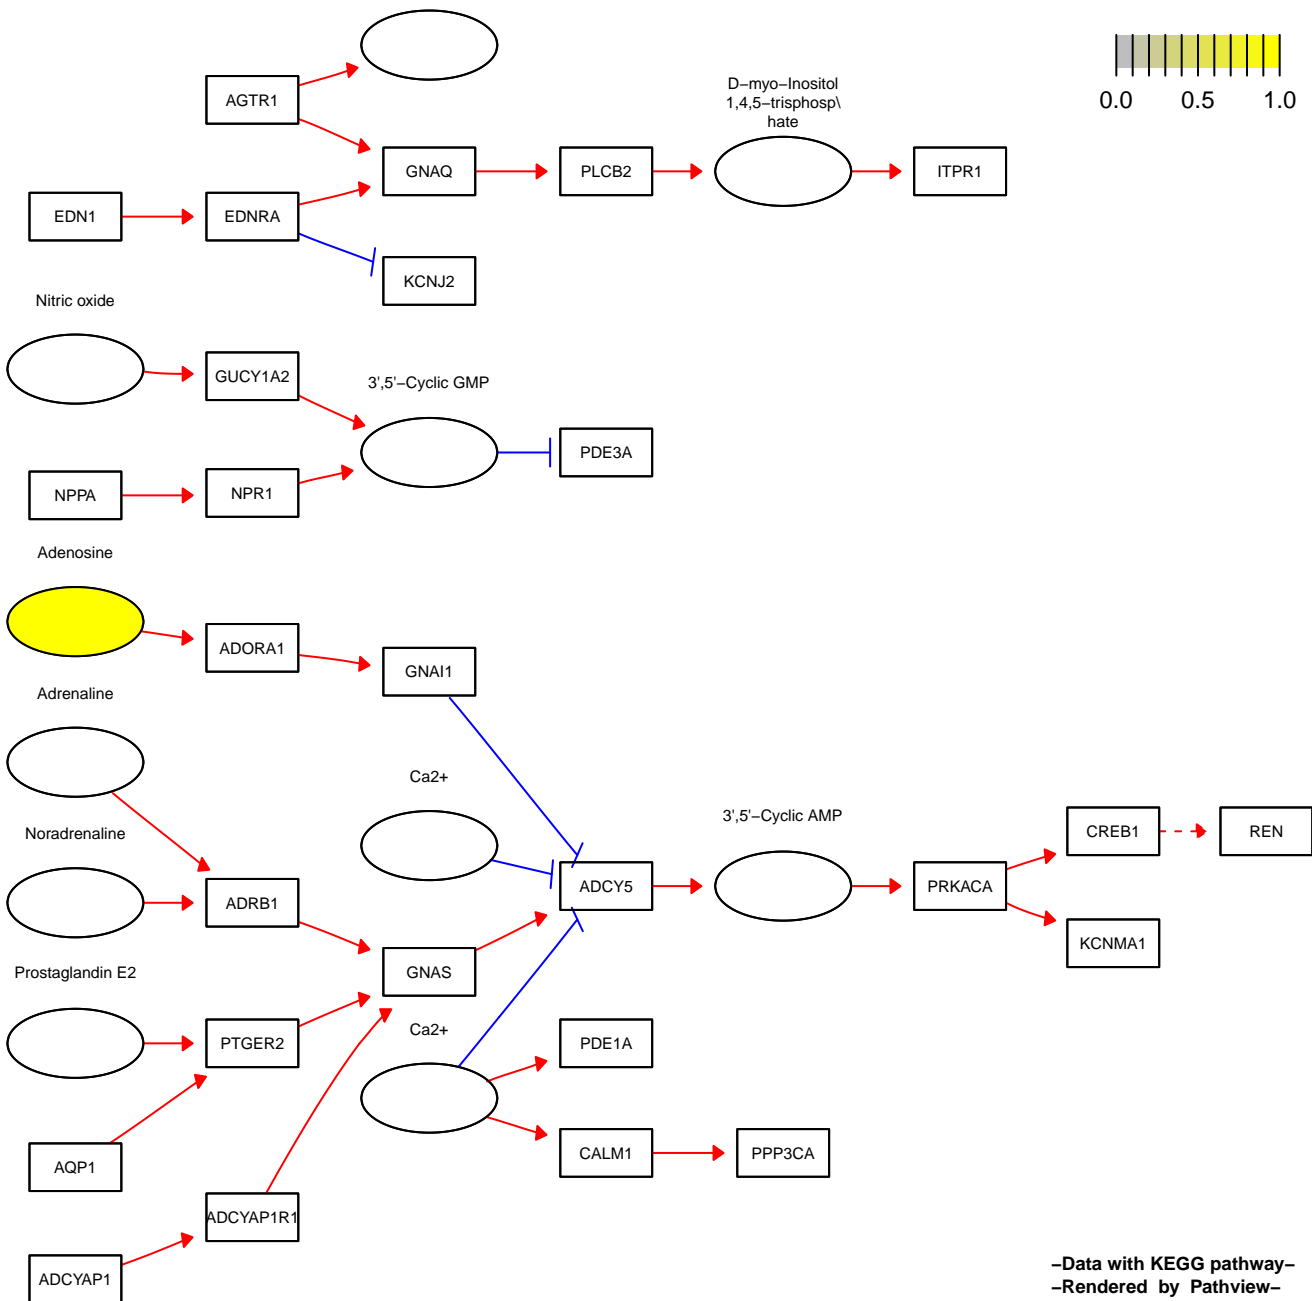 0.0 0.5 1.0
AGTR1
D−myo−Inositol
1,4,5−trisphosp\
hate
GNAQ
PLCB2
ITPR1
EDN1
EDNRA
KCNJ2
Nitric oxide
GUCY1A2
3',5'−Cyclic GMP
PDE3A
NPPA
NPR1
Adenosine
ADORA1
GNAI1
Adrenaline
Ca2+
3',5'−Cyclic AMP
CREB1
REN
Noradrenaline
ADCY5
PRKACA
ADRB1
KCNMA1
GNAS
Prostaglandin E2
Ca2+
PTGER2
PDE1A
CALM1
PPP3CA
AQP1
ADCYAP1R1
ADCYAP1
−Data with KEGG pathway−
−Rendered by Pathview−